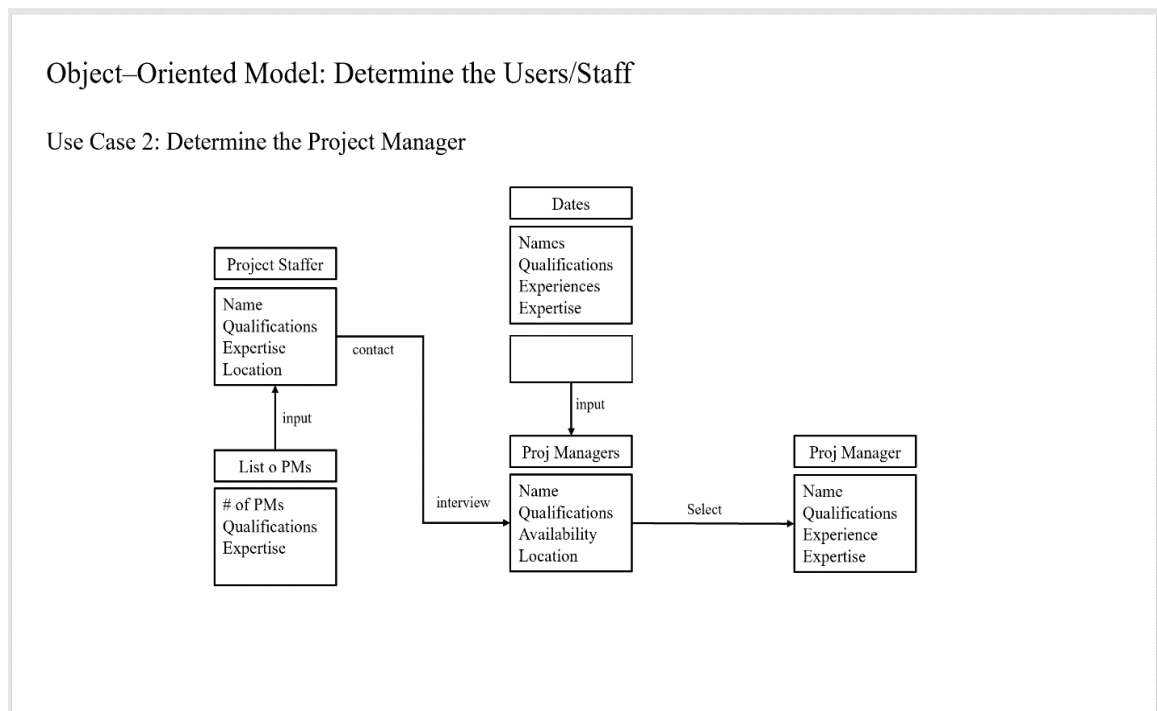 Object–Oriented Model: Determine the Users/Staff
Use Case 2: Determine the Project Manager
Dates
Names
Qualifications
Experiences
Expertise
Project Staffer
Name
Qualifications
Expertise
Location
contact
input
input
List o PMs
# of PMs
Qualifications
Expertise
Proj Managers
Name
Qualifications
Availability
Location
interview
Select
Proj Manager
Name
Qualifications
Experience
Expertise